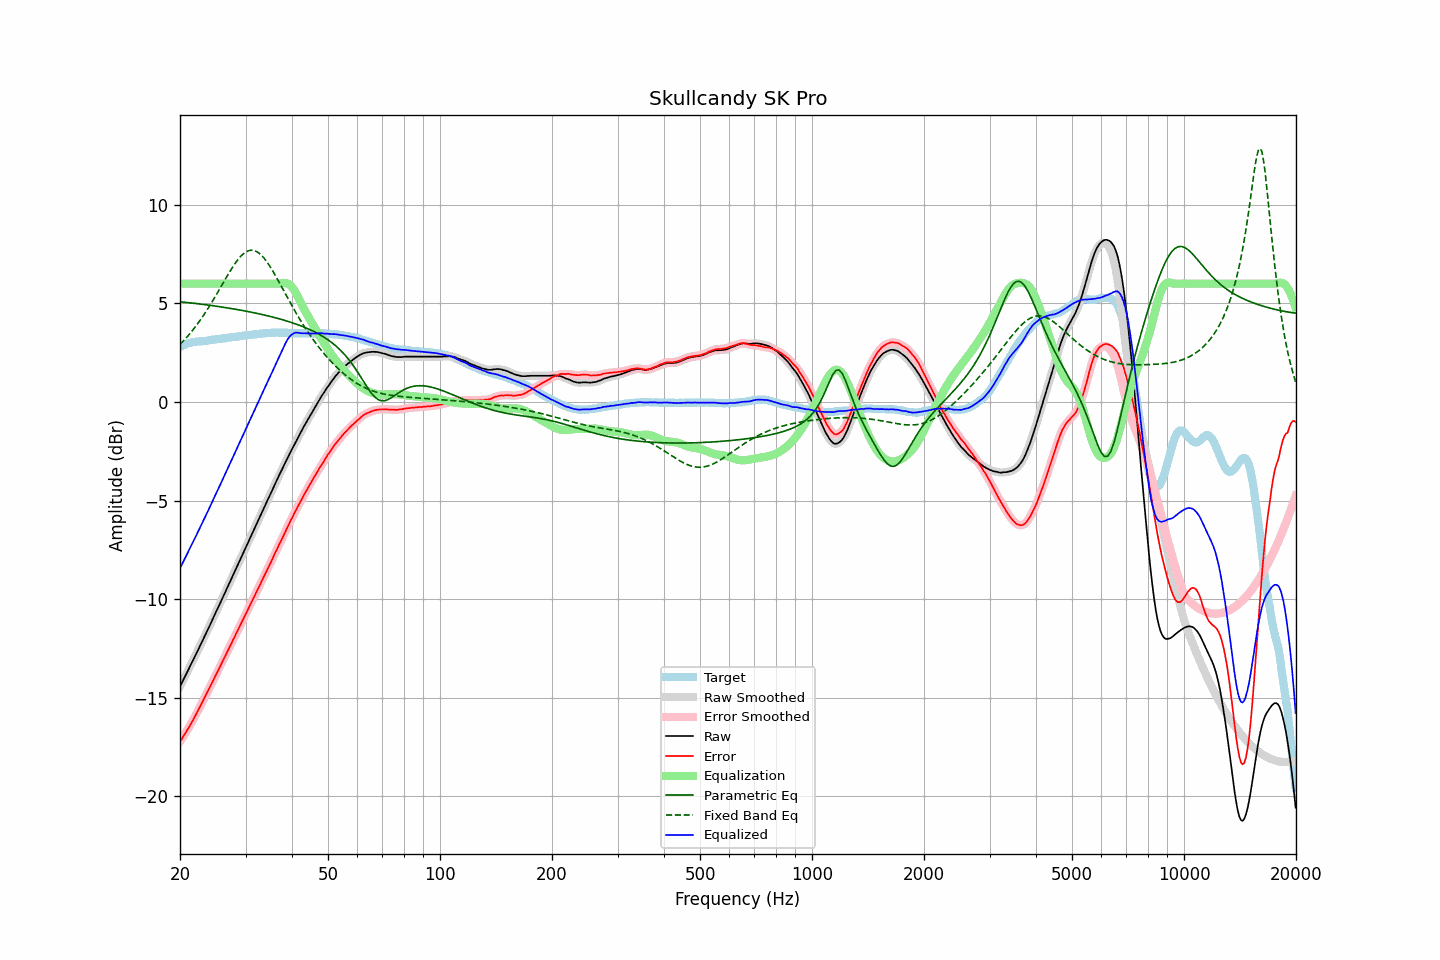 Skullcandy SK Pro
Amplitude (dBr)
10
5
0
−5
−10
−15
−20
Target
Raw Smoothed
Error Smoothed
Raw
Error
Equalization
Parametric Eq
Fixed Band Eq
Equalized
20 50 100 200 500 1000 2000 5000 10000 20000
Frequency (Hz)